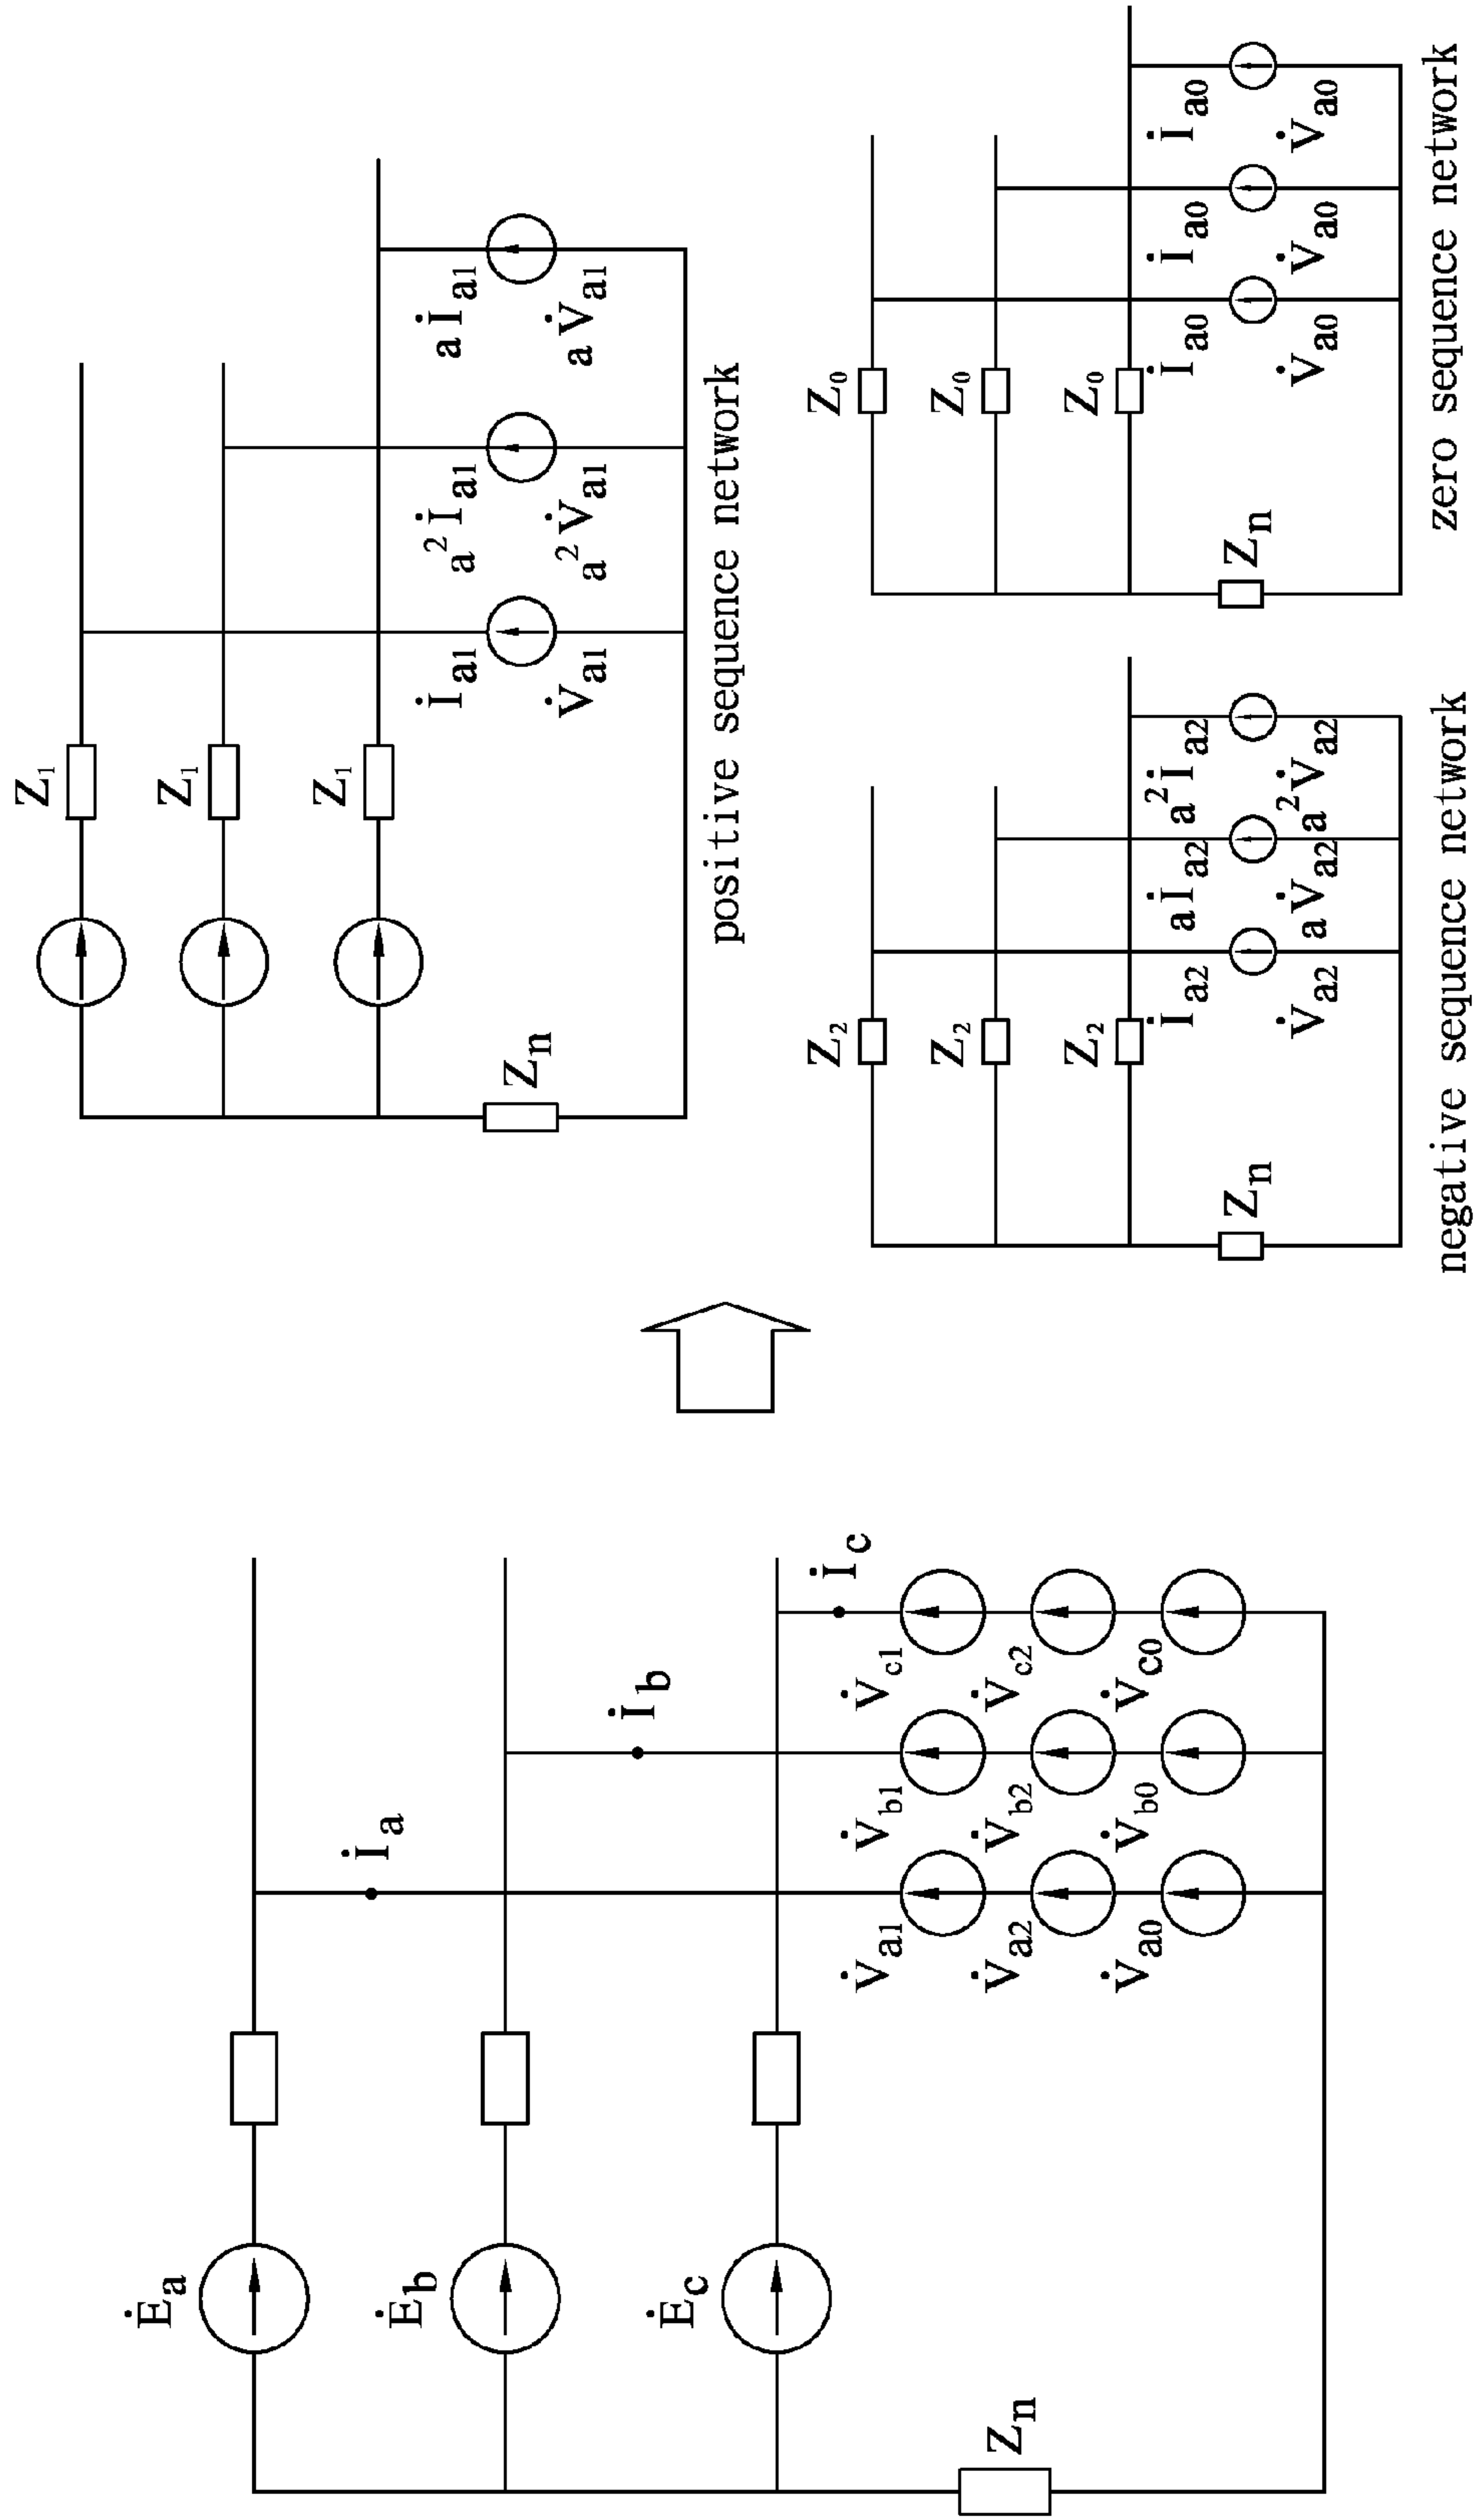 Ėa
Ėb
Ėc
Zn
İa
İb
İc
V̇a1 V̇b1 V̇c1
V̇a2 V̇b2 V̇c2
V̇a0 V̇b0 V̇c0
Z1
Z1
Z1
Zn
İa1 a²İa1 aİa1
V̇a1 a²V̇a1 aV̇a1
positive sequence network
Z2
Z2
Z2
Zn
İa2 aİa2 a²İa2
V̇a2 aV̇a2 a²V̇a2
negative sequence network
Z0
Z0
Z0
Zn
İa0 İa0 İa0
V̇a0 V̇a0 V̇a0
zero sequence network